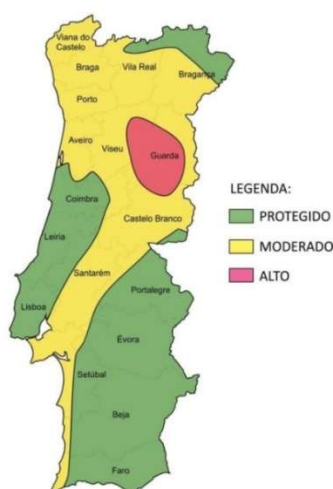 Viana do
Castelo
Braga
Vila Real
Bragança
Porto
Aveiro
Viseu
Guarda
Coimbra
Castelo Branco
Leiria
Santarém
Portalegre
Lisboa
Évora
Setúbal
Beja
Faro
LEGENDA:
PROTEGIDO
MODERADO
ALTO